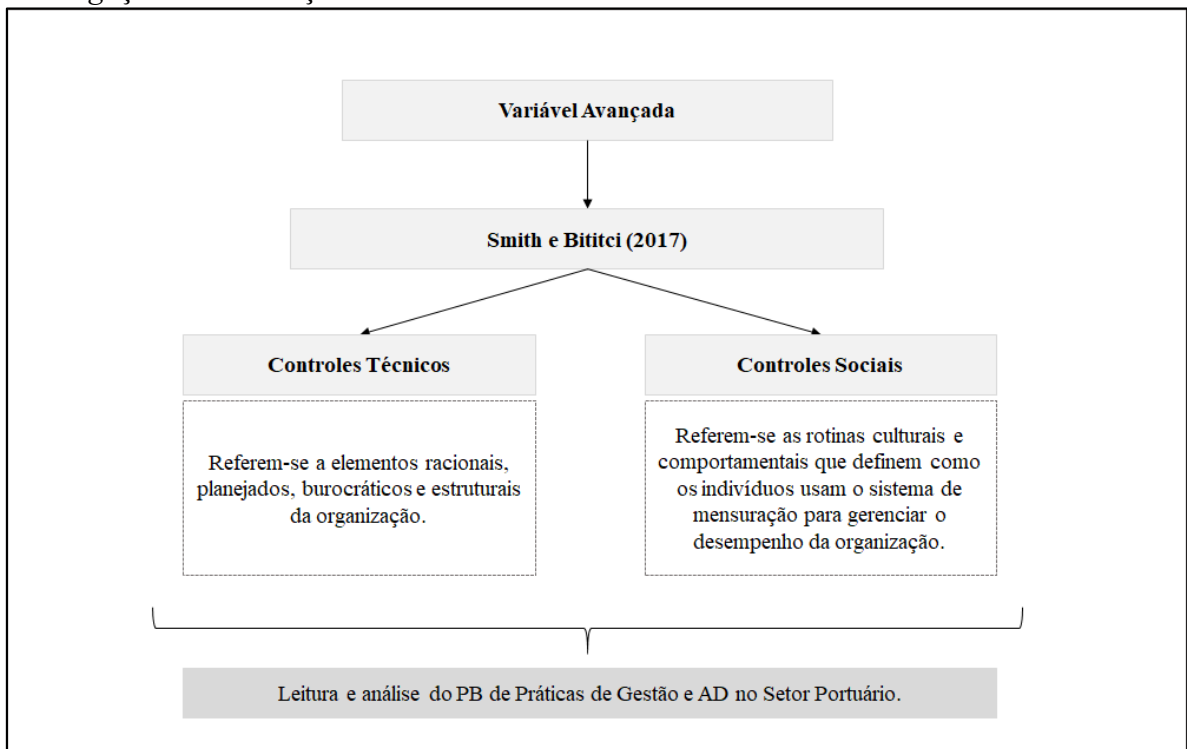 Variável Avançada
Smith e Bititci (2017)
Controles Técnicos
Referem-se a elementos racionais,
planejados, burocráticos e estruturais
da organização.
Controles Sociais
Referem-se as rotinas culturais e
comportamentais que definem como
os indivíduos usam o sistema de
mensuração para gerenciar o
desempenho da organização.
Leitura e análise do PB de Práticas de Gestão e AD no Setor Portuário.